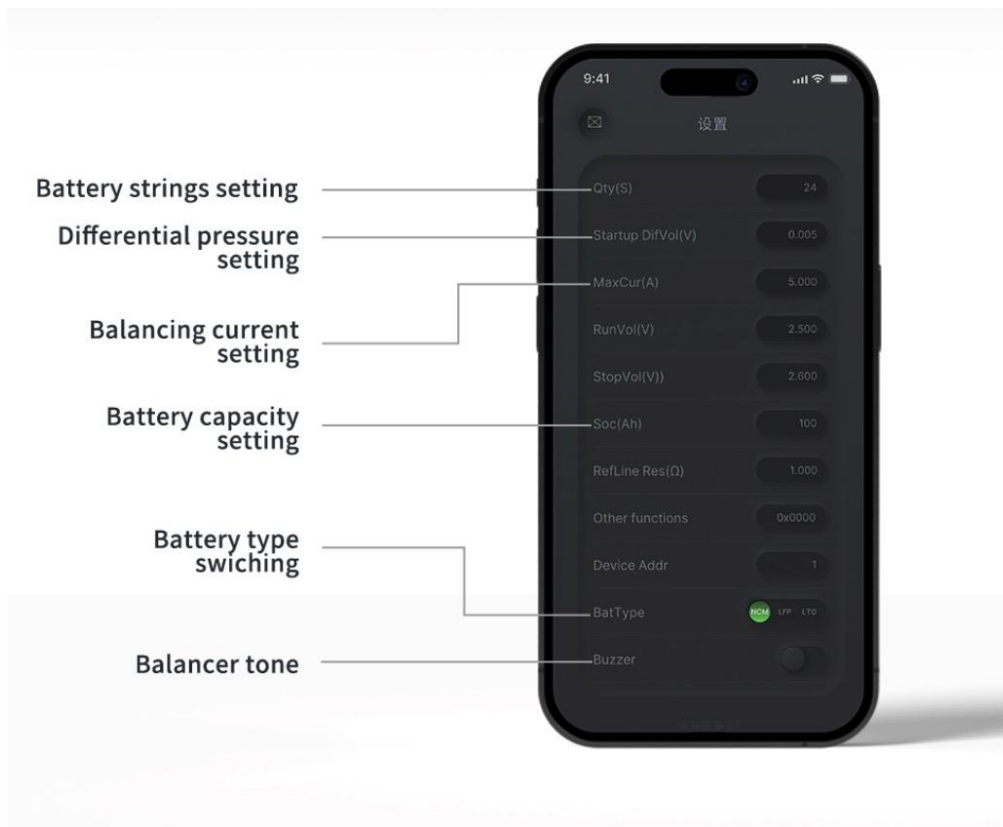 9:41
设置
Battery strings setting
Qty(S)
24
Differential pressure
setting
Startup DifVol(V)
0.005
MaxCur(A)
5.000
Balancing current
setting
RunVol(V)
2.500
StopVol(V))
2.600
Battery capacity
setting
Soc(Ah)
100
RefLine Res(Ω)
1.000
Other functions
0x0000
Battery type
swiching
Device Addr
1
BatType
NCM LFP LTO
Balancer tone
Buzzer